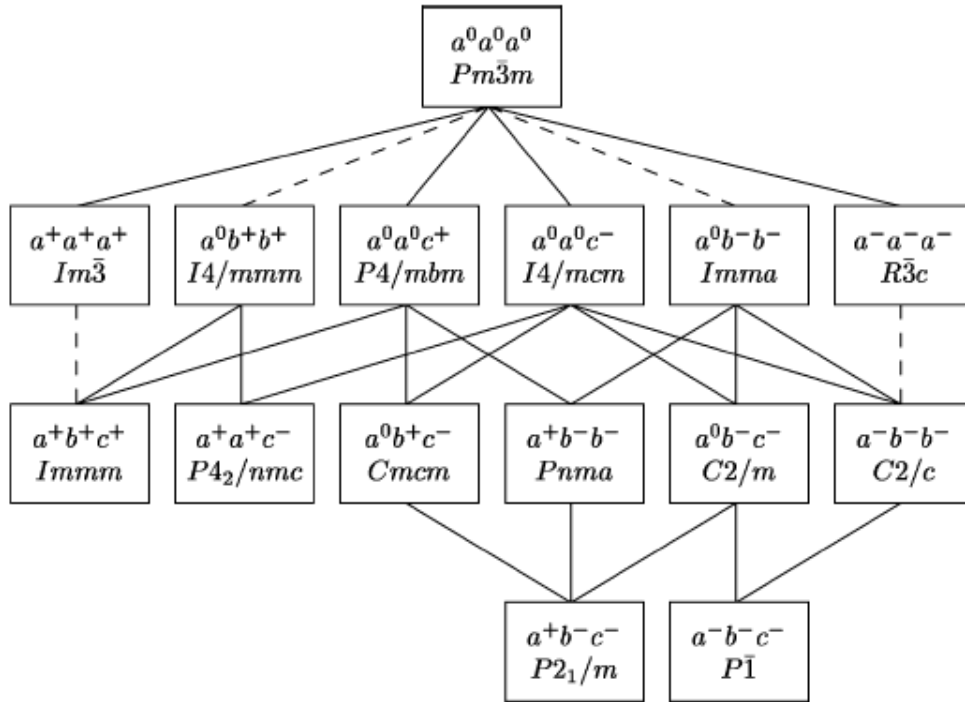 a⁰a⁰a⁰
Pm3̄m
a⁺a⁺a⁺
Im3̄
a⁰b⁺b⁺
I4/mmm
a⁰a⁰c⁺
P4/mbm
a⁰a⁰c⁻
I4/mcm
a⁰b⁻b⁻
Imma
a⁻a⁻a⁻
R3̄c
a⁺b⁺c⁺
Immm
a⁺a⁺c⁻
P4₂/nmc
a⁰b⁺c⁻
Cmcm
a⁺b⁻b⁻
Pnma
a⁰b⁻c⁻
C2/m
a⁻b⁻b⁻
C2/c
a⁺b⁻c⁻
P2₁/m
a⁻b⁻c⁻
P1̄